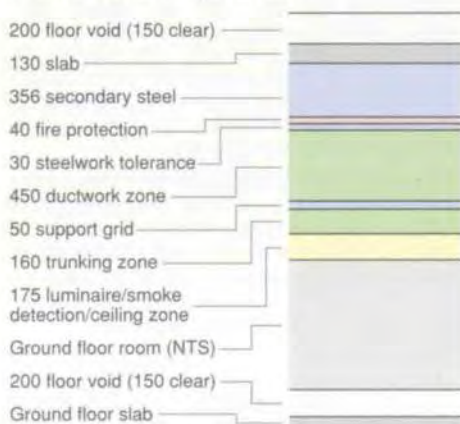 200 floor void (150 clear)
130 slab
356 secondary steel
40 fire protection
30 steelwork tolerance
450 ductwork zone
50 support grid
160 trunking zone
175 luminaire/smoke
detection/ceiling zone
Ground floor room (NTS)
200 floor void (150 clear)
Ground floor slab